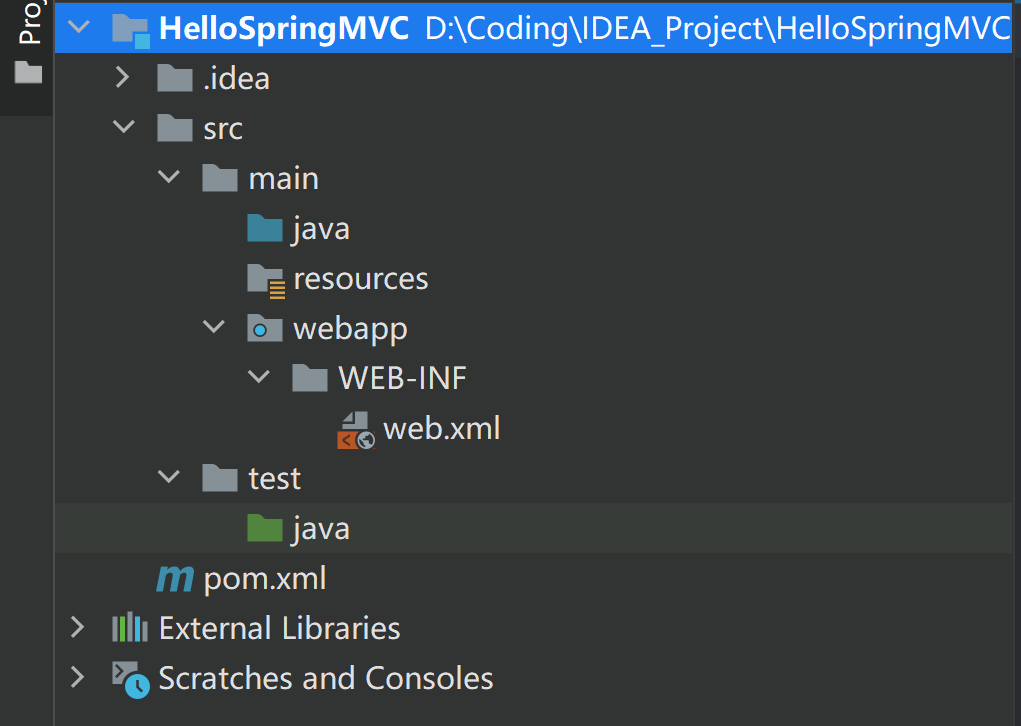 Proj
HelloSpringMVC D:\Coding\IDEA_Project\HelloSpringMVC
.idea
src
main
java
resources
webapp
WEB-INF
web.xml
test
java
pom.xml
External Libraries
Scratches and Consoles